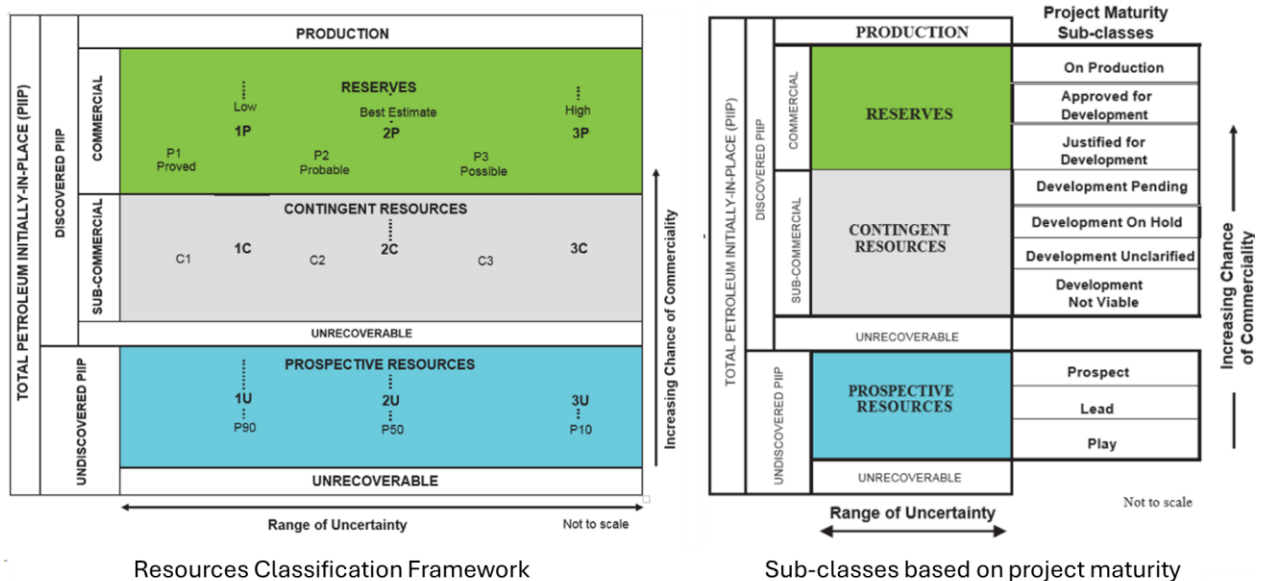 TOTAL PETROLEUM INITIALLY-IN-PLACE (PIIP)
DISCOVERED PIIP
UNDISCOVERED PIIP
COMMERCIAL
SUB-COMMERCIAL
PRODUCTION
RESERVES
Low
Best Estimate
High
1P
2P
3P
P1
Proved
P2
Probable
P3
Possible
CONTINGENT RESOURCES
1C
2C
3C
C1
C2
C3
UNRECOVERABLE
PROSPECTIVE RESOURCES
1U
2U
3U
P90
P50
P10
UNRECOVERABLE
Increasing Chance of Commerciality
Range of Uncertainty
Not to scale
Resources Classification Framework
TOTAL PETROLEUM INITIALLY-IN-PLACE (PIIP)
DISCOVERED PIIP
UNDISCOVERED PIIP
COMMERCIAL
SUB-COMMERCIAL
PRODUCTION
Project Maturity
Sub-classes
RESERVES
On Production
Approved for
Development
Justified for
Development
CONTINGENT
RESOURCES
Development Pending
Development On Hold
Development Unclarified
Development
Not Viable
UNRECOVERABLE
PROSPECTIVE
RESOURCES
Prospect
Lead
Play
UNRECOVERABLE
Increasing Chance
of Commerciality
Range of Uncertainty
Not to scale
Sub-classes based on project maturity